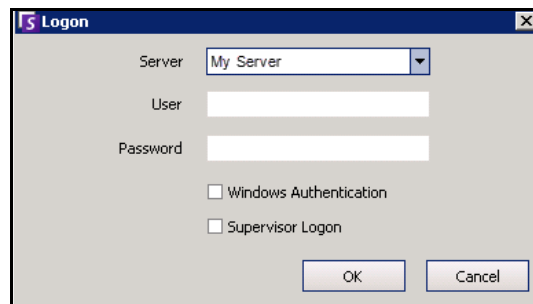 S Logon
Server My Server
User
Password
Windows Authentication
Supervisor Logon
OK Cancel